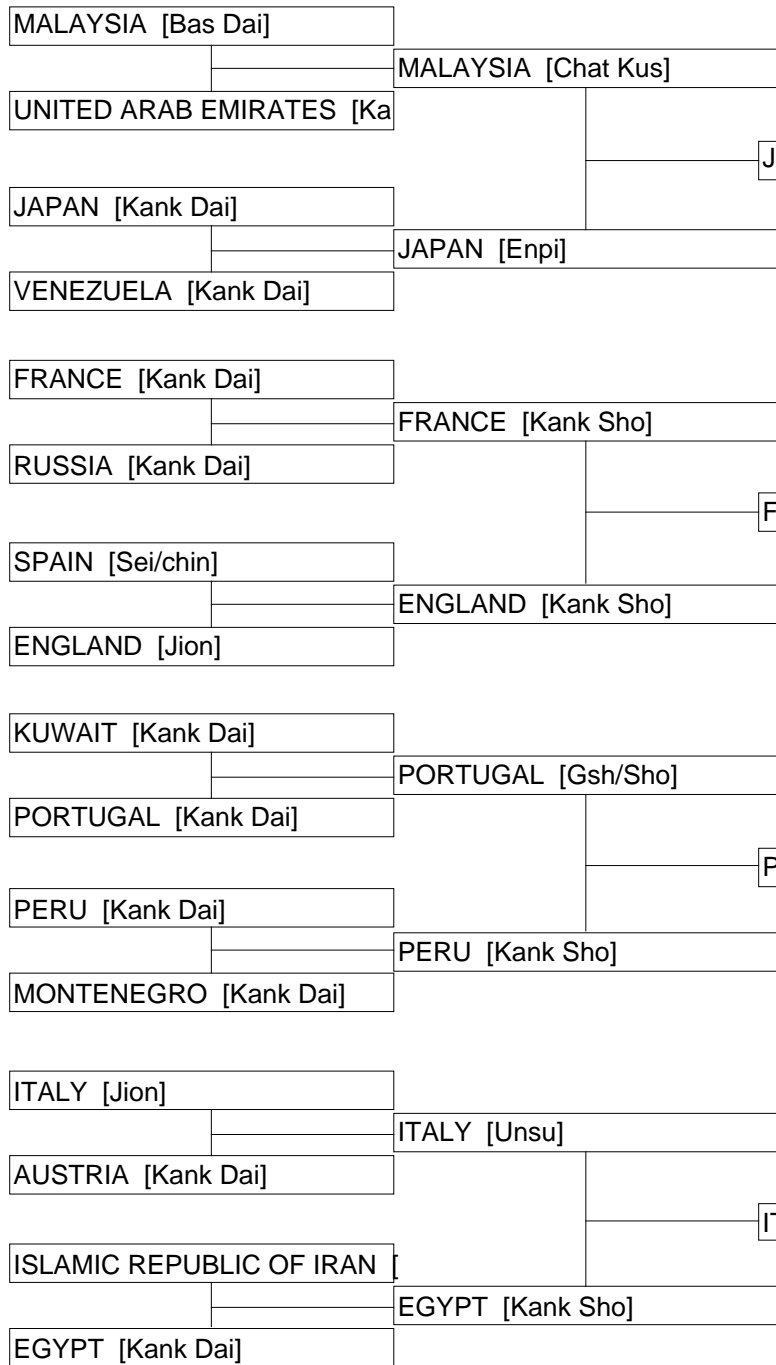 MALAYSIA [Bas Dai]
MALAYSIA [Chat Kus]
UNITED ARAB EMIRATES [Ka
J
JAPAN [Kank Dai]
JAPAN [Enpi]
VENEZUELA [Kank Dai]
FRANCE [Kank Dai]
FRANCE [Kank Sho]
RUSSIA [Kank Dai]
F
SPAIN [Sei/chin]
ENGLAND [Kank Sho]
ENGLAND [Jion]
KUWAIT [Kank Dai]
PORTUGAL [Gsh/Sho]
PORTUGAL [Kank Dai]
P
PERU [Kank Dai]
PERU [Kank Sho]
MONTENEGRO [Kank Dai]
ITALY [Jion]
ITALY [Unsu]
AUSTRIA [Kank Dai]
IT
ISLAMIC REPUBLIC OF IRAN [
EGYPT [Kank Sho]
EGYPT [Kank Dai]